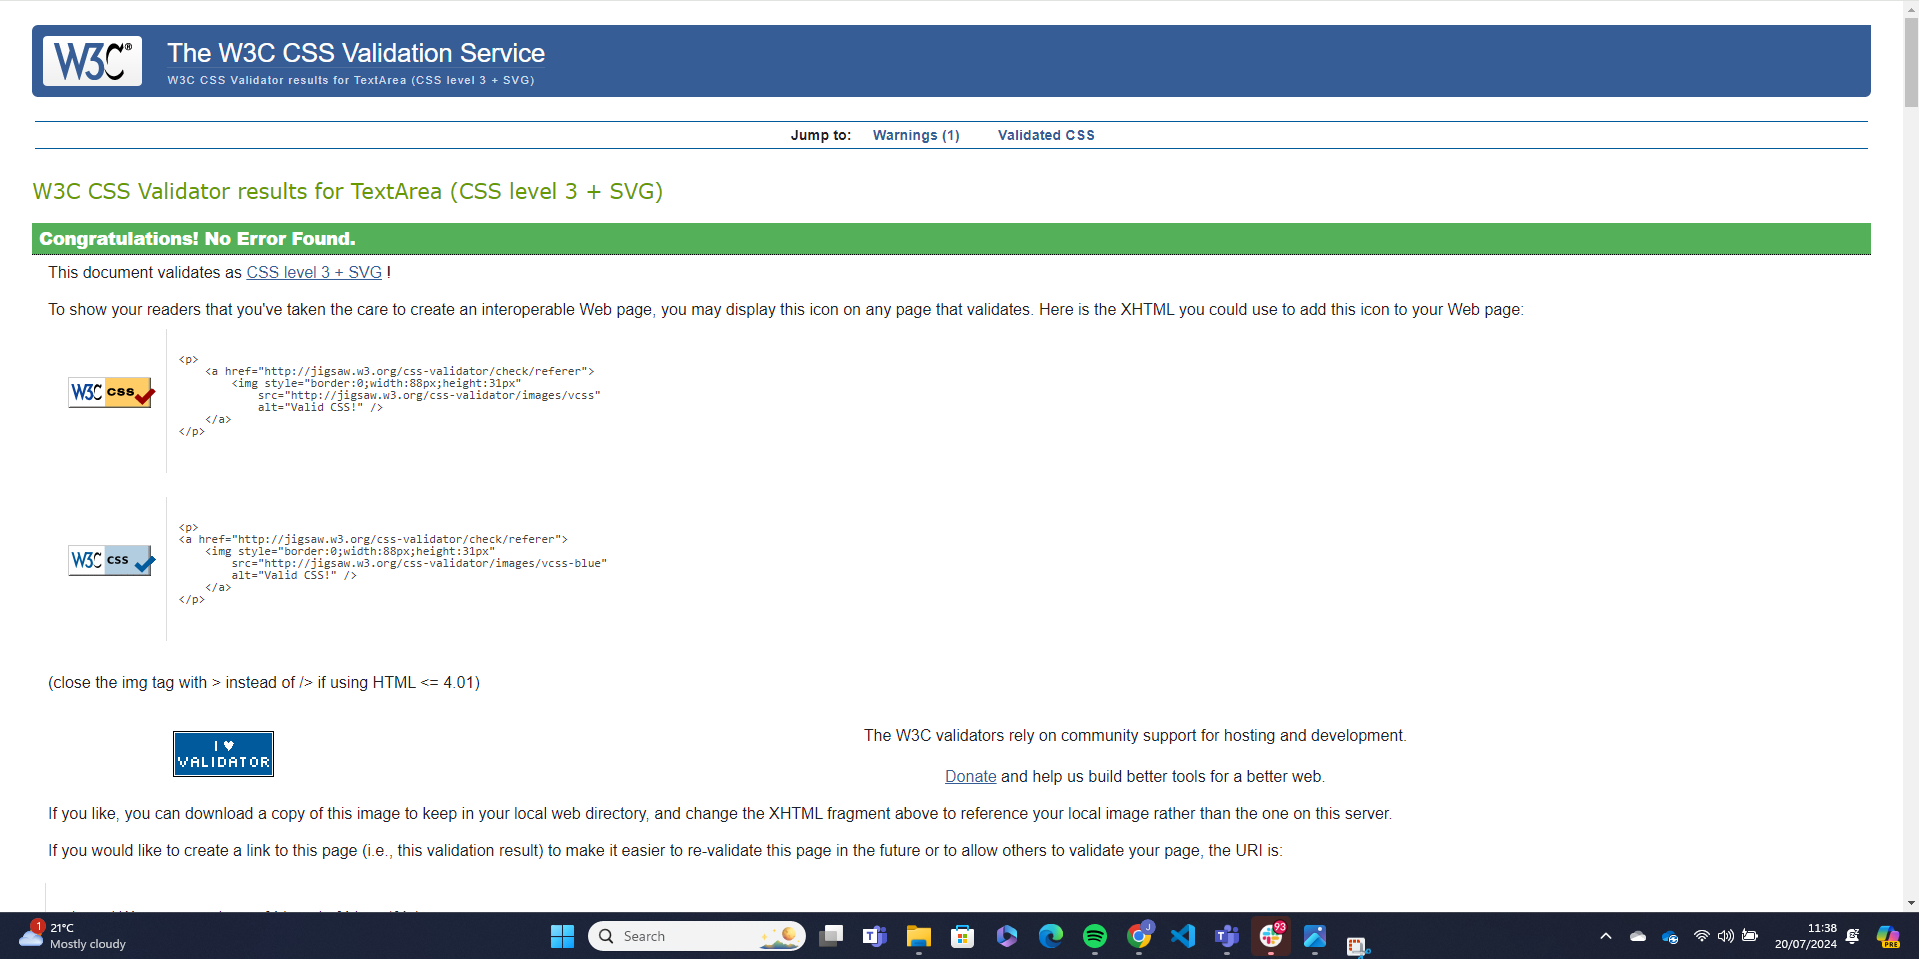 W3C®
The W3C CSS Validation Service
W3C CSS Validator results for TextArea (CSS level 3 + SVG)
Jump to: Warnings (1) Validated CSS
W3C CSS Validator results for TextArea (CSS level 3 + SVG)
Congratulations! No Error Found.
This document validates as CSS level 3 + SVG !
To show your readers that you've taken the care to create an interoperable Web page, you may display this icon on any page that validates. Here is the XHTML you could use to add this icon to your Web page:
W3C css
<p>
<a href="http://jigsaw.w3.org/css-validator/check/referer">
<img style="border:0;width:88px;height:31px"
src="http://jigsaw.w3.org/css-validator/images/vcss"
alt="Valid CSS!" />
</a>
</p>
W3C css
<p>
<a href="http://jigsaw.w3.org/css-validator/check/referer">
<img style="border:0;width:88px;height:31px"
src="http://jigsaw.w3.org/css-validator/images/vcss-blue"
alt="Valid CSS!" />
</a>
</p>
(close the img tag with > instead of /> if using HTML <= 4.01)
I ♥
VALIDATOR
The W3C validators rely on community support for hosting and development.
Donate and help us build better tools for a better web.
If you like, you can download a copy of this image to keep in your local web directory, and change the XHTML fragment above to reference your local image rather than the one on this server.
If you would like to create a link to this page (i.e., this validation result) to make it easier to re-validate this page in the future or to allow others to validate your page, the URI is:
1
21°C
Mostly cloudy
Search
T
J
T
93
11:38
20/07/2024
PRE